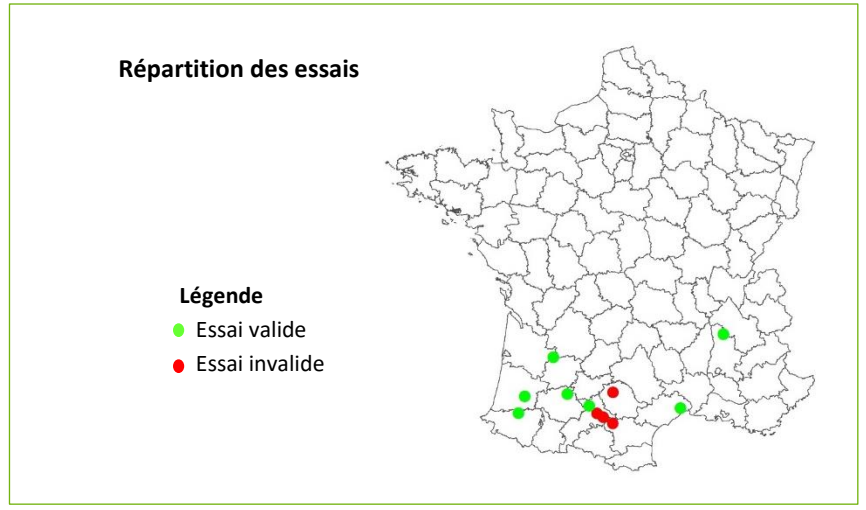 Répartition des essais
Légende
Essai valide
Essai invalide